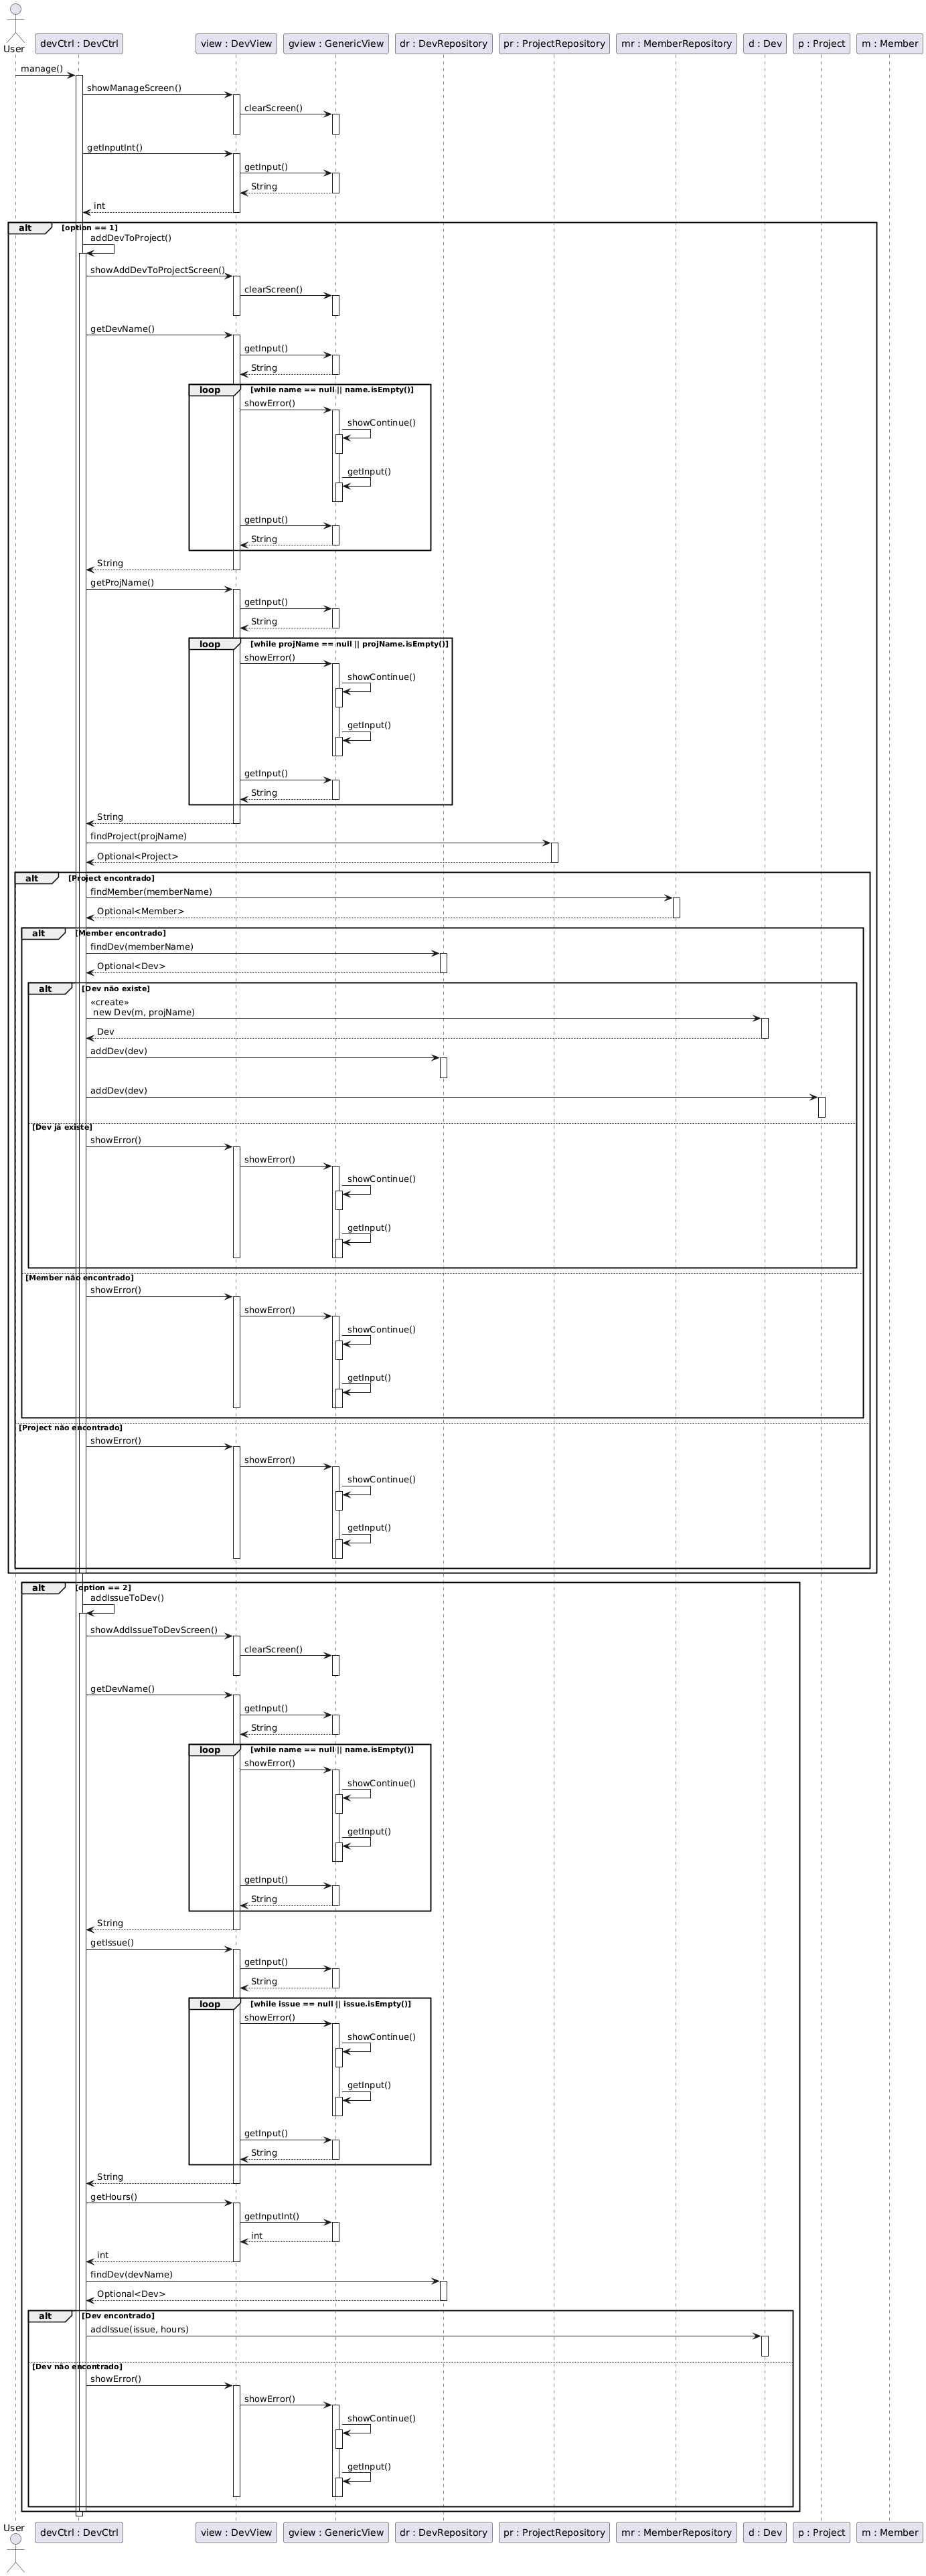 User
devCtrl : DevCtrl
view : DevView
gview : GenericView
dr : DevRepository
pr : ProjectRepository
mr : MemberRepository
d : Dev
p : Project
m : Member
manage()
showManageScreen()
clearScreen()
getInputInt()
getInput()
String
int
alt
[option == 1]
addDevToProject()
showAddDevToProjectScreen()
clearScreen()
getDevName()
getInput()
String
loop
[while name == null || name.isEmpty()]
showError()
showContinue()
getInput()
getInput()
String
String
getProjName()
getInput()
String
loop
[while projName == null || projName.isEmpty()]
showError()
showContinue()
getInput()
getInput()
String
String
findProject(projName)
Optional<Project>
alt
[Project encontrado]
findMember(memberName)
Optional<Member>
alt
[Member encontrado]
findDev(memberName)
Optional<Dev>
alt
[Dev não existe]
«create»
new Dev(m, projName)
Dev
addDev(dev)
addDev(dev)
[Dev já existe]
showError()
showError()
showContinue()
getInput()
[Member não encontrado]
showError()
showError()
showContinue()
getInput()
[Project não encontrado]
showError()
showError()
showContinue()
getInput()
alt
[option == 2]
addIssueToDev()
showAddIssueToDevScreen()
clearScreen()
getDevName()
getInput()
String
loop
[while name == null || name.isEmpty()]
showError()
showContinue()
getInput()
getInput()
String
String
getIssue()
getInput()
String
loop
[while issue == null || issue.isEmpty()]
showError()
showContinue()
getInput()
getInput()
String
String
getHours()
getInputInt()
int
int
findDev(devName)
Optional<Dev>
alt
[Dev encontrado]
addIssue(issue, hours)
[Dev não encontrado]
showError()
showError()
showContinue()
getInput()
User
devCtrl : DevCtrl
view : DevView
gview : GenericView
dr : DevRepository
pr : ProjectRepository
mr : MemberRepository
d : Dev
p : Project
m : Member